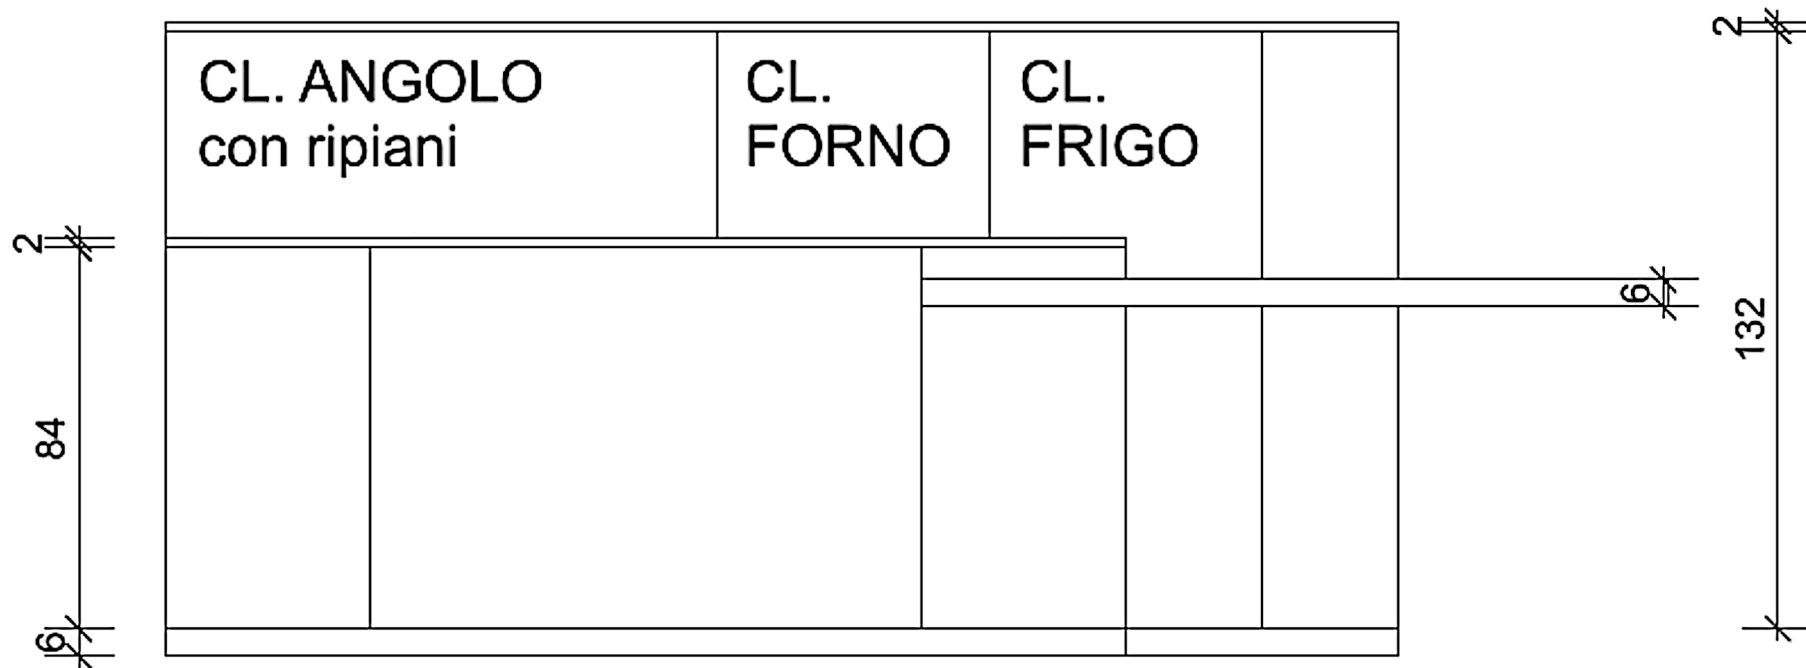 CL. ANGOLO
con ripiani
CL.
FORNO
CL.
FRIGO
2
84
6
6
2
132